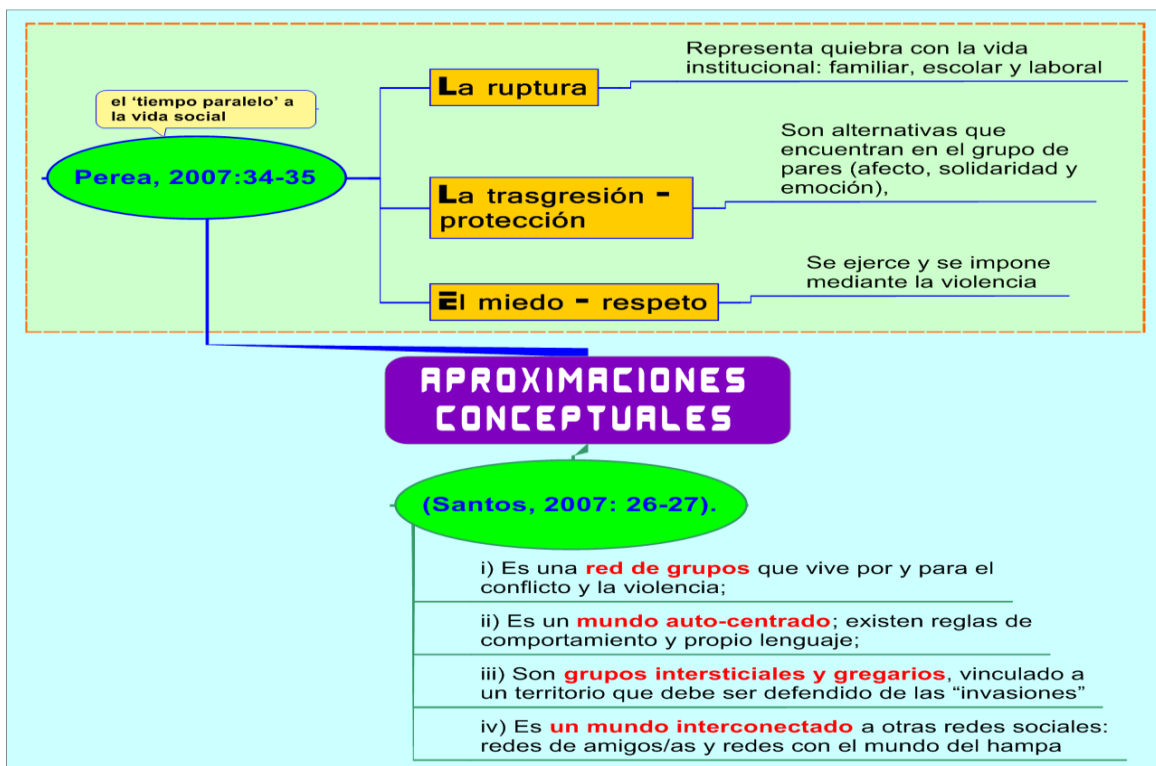 el ‘tiempo paralelo’ a
la vida social
Perea, 2007:34-35
La ruptura
Representa quiebra con la vida
institucional: familiar, escolar y laboral
La trasgresión -
protección
Son alternativas que
encuentran en el grupo de
pares (afecto, solidaridad y
emoción),
El miedo - respeto
Se ejerce y se impone
mediante la violencia
APROXIMACIONES
CONCEPTUALES
(Santos, 2007: 26-27).
i) Es una red de grupos que vive por y para el
conflicto y la violencia;
ii) Es un mundo auto-centrado; existen reglas de
comportamiento y propio lenguaje;
iii) Son grupos intersticiales y gregarios, vinculado a
un territorio que debe ser defendido de las “invasiones”
iv) Es un mundo interconectado a otras redes sociales:
redes de amigos/as y redes con el mundo del hampa